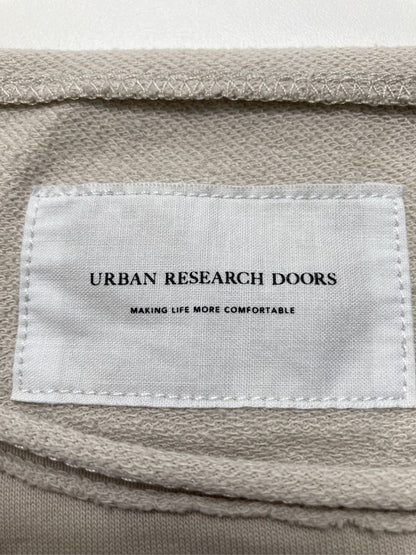 URBAN RESEARCH DOORS
MAKING LIFE MORE COMFORTABLE